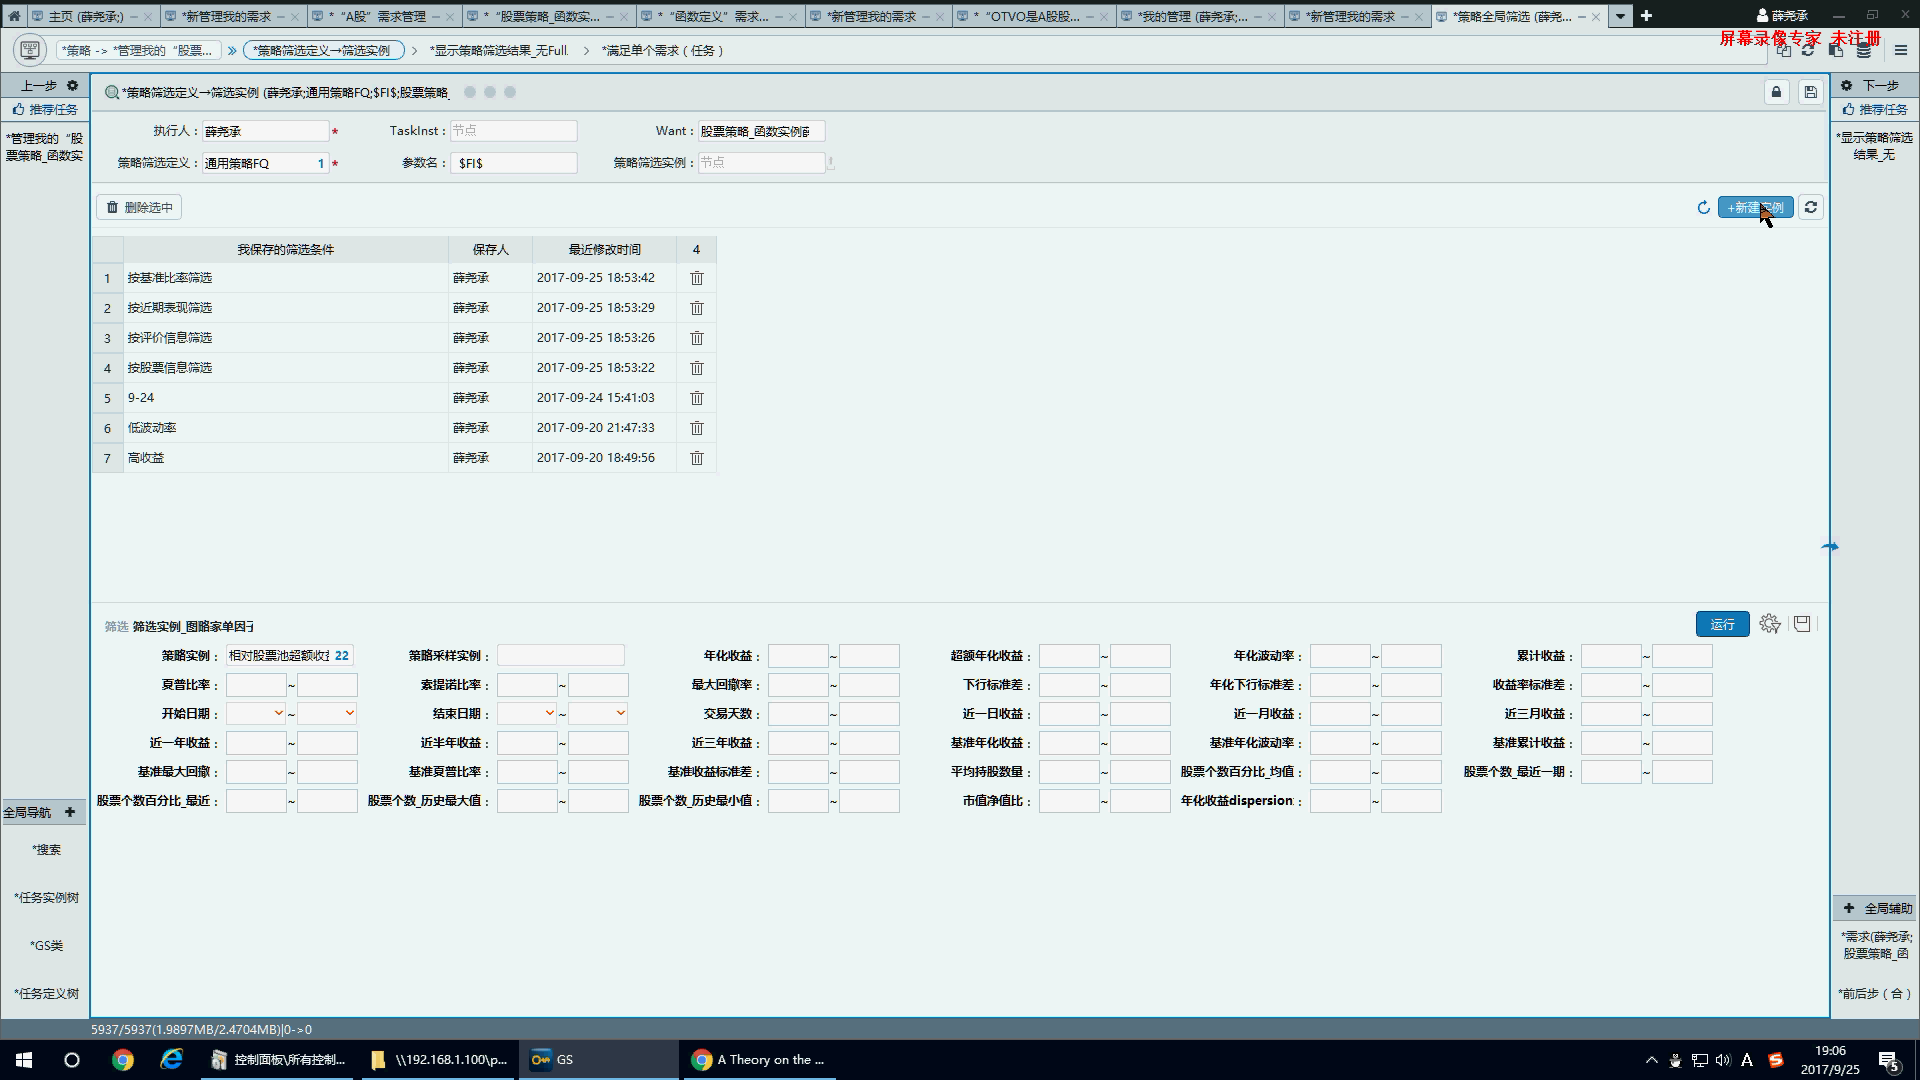 主页 (薛尧承;)
*新管理我的需求
*“A股”需求管理
*“股票策略_函数实...
*“函数定义”需求...
*新管理我的需求
*“OTVO是A股股...
*我的管理 (薛尧承;...
*新管理我的需求
*策略全局筛选 (薛尧...
薛尧承
屏幕录像专家 未注册
*策略 -> *管理我的“股票...
*策略筛选定义→筛选实例
*显示策略筛选结果_无Full
*满足单个需求（任务）
上一步
推荐任务
*管理我的“股票策略_函数实
*策略筛选定义→筛选实例 (薛尧承;通用策略FQ;$FI$;股票策略_
下一步
推荐任务
*显示策略筛选
结果_无
执行人： 薛尧承 * TaskInst： 节点 Want： 股票策略_函数实例
策略筛选定义： 通用策略FQ 1 * 参数名： $FI$ 策略筛选实例： 节点
删除选中
+新建实例
我保存的筛选条件 保存人 最近修改时间 4
1 按基准比率筛选 薛尧承 2017-09-25 18:53:42
2 按近期表现筛选 薛尧承 2017-09-25 18:53:29
3 按评价信息筛选 薛尧承 2017-09-25 18:53:26
4 按股票信息筛选 薛尧承 2017-09-25 18:53:22
5 9-24 薛尧承 2017-09-24 15:41:03
6 低波动率 薛尧承 2017-09-20 21:47:33
7 高收益 薛尧承 2017-09-20 18:49:56
筛选 筛选实例_图略家单因子
运行
策略实例： 相对股票池超额收益 22 策略采样实例： 年化收益： ~ 超额年化收益： ~ 年化波动率： ~ 累计收益： ~
夏普比率： ~ 索提诺比率： ~ 最大回撤率： ~ 下行标准差： ~ 年化下行标准差： ~ 收益率标准差： ~
开始日期： ~ 结束日期： ~ 交易天数： ~ 近一日收益： ~ 近一月收益： ~ 近三月收益： ~
近一年收益： ~ 近半年收益： ~ 近三年收益： ~ 基准年化收益： ~ 基准年化波动率： ~ 基准累计收益： ~
基准最大回撤： ~ 基准夏普比率： ~ 基准收益标准差： ~ 平均持股数量： ~ 股票个数百分比_均值： ~ 股票个数_最近一期： ~
股票个数百分比_最近： ~ 股票个数_历史最大值： ~ 股票个数_历史最小值： ~ 市值净值比： ~ 年化收益dispersion： ~
全局导航
*搜索
*任务实例树
*GS类
*任务定义树
全局辅助
*需求(薛尧承;
股票策略_函
*前后步（合）
5937/5937(1.9897MB/2.4704MB)|0->0
控制面板\所有控制...
\\192.168.1.100\p...
GS
A Theory on the ...
A
19:06
2017/9/25
5